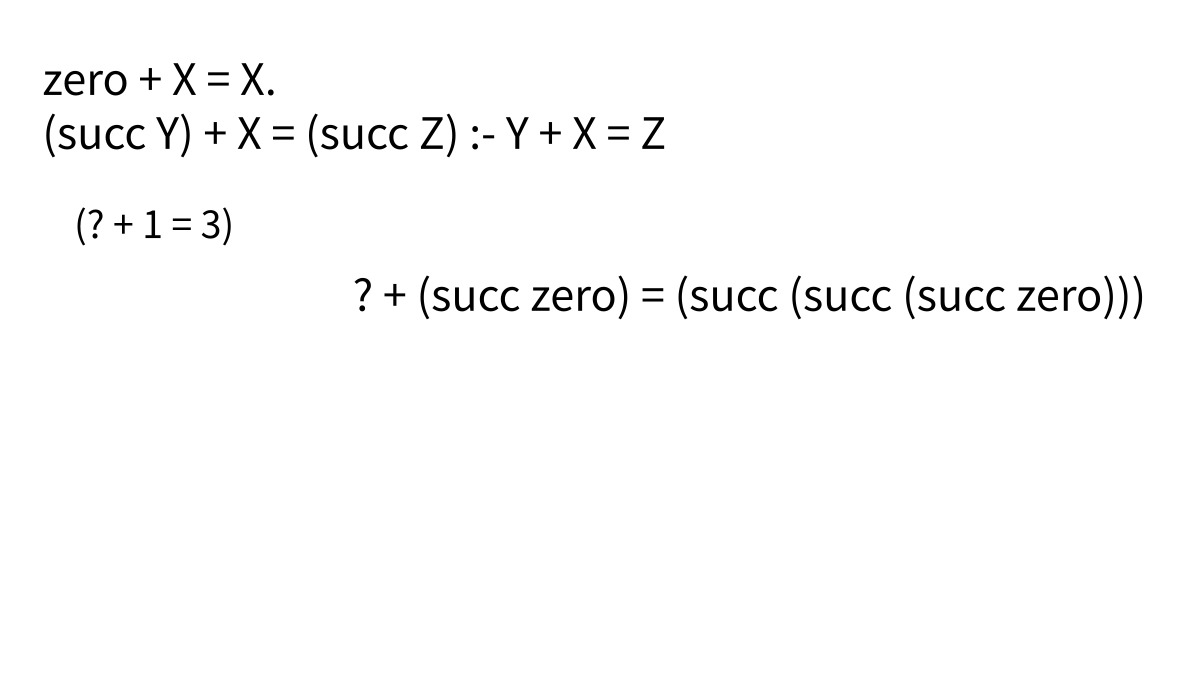 zero + X = X.
(succ Y) + X = (succ Z) :- Y + X = Z
(? + 1 = 3)
? + (succ zero) = (succ (succ (succ zero)))